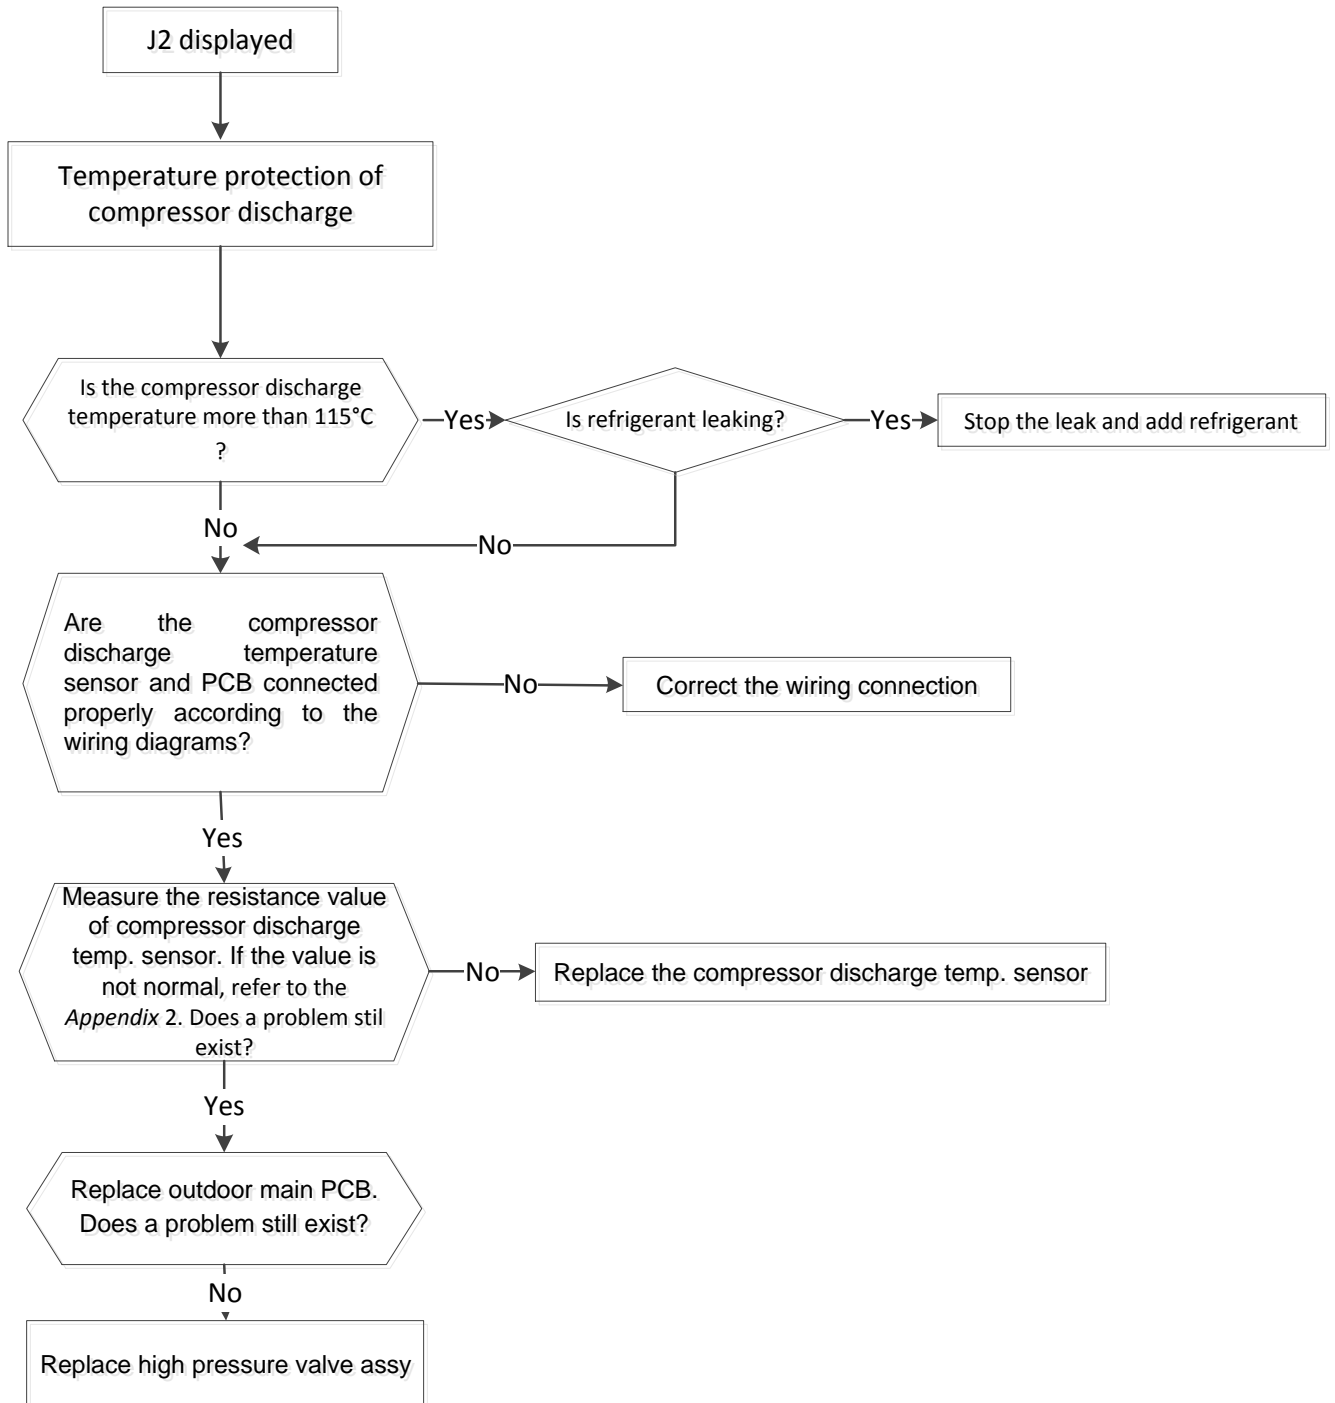 J2 displayed
Temperature protection of
compressor discharge
Is the compressor discharge
temperature more than 115°C
?
Yes
Is refrigerant leaking?
Yes
Stop the leak and add refrigerant
No
No
Are the compressor
discharge temperature
sensor and PCB connected
properly according to the
wiring diagrams?
No
Correct the wiring connection
Yes
Measure the resistance value
of compressor discharge
temp. sensor. If the value is
not normal, refer to the
Appendix 2. Does a problem stil
exist?
No
Replace the compressor discharge temp. sensor
Yes
Replace outdoor main PCB.
Does a problem still exist?
No
Replace high pressure valve assy